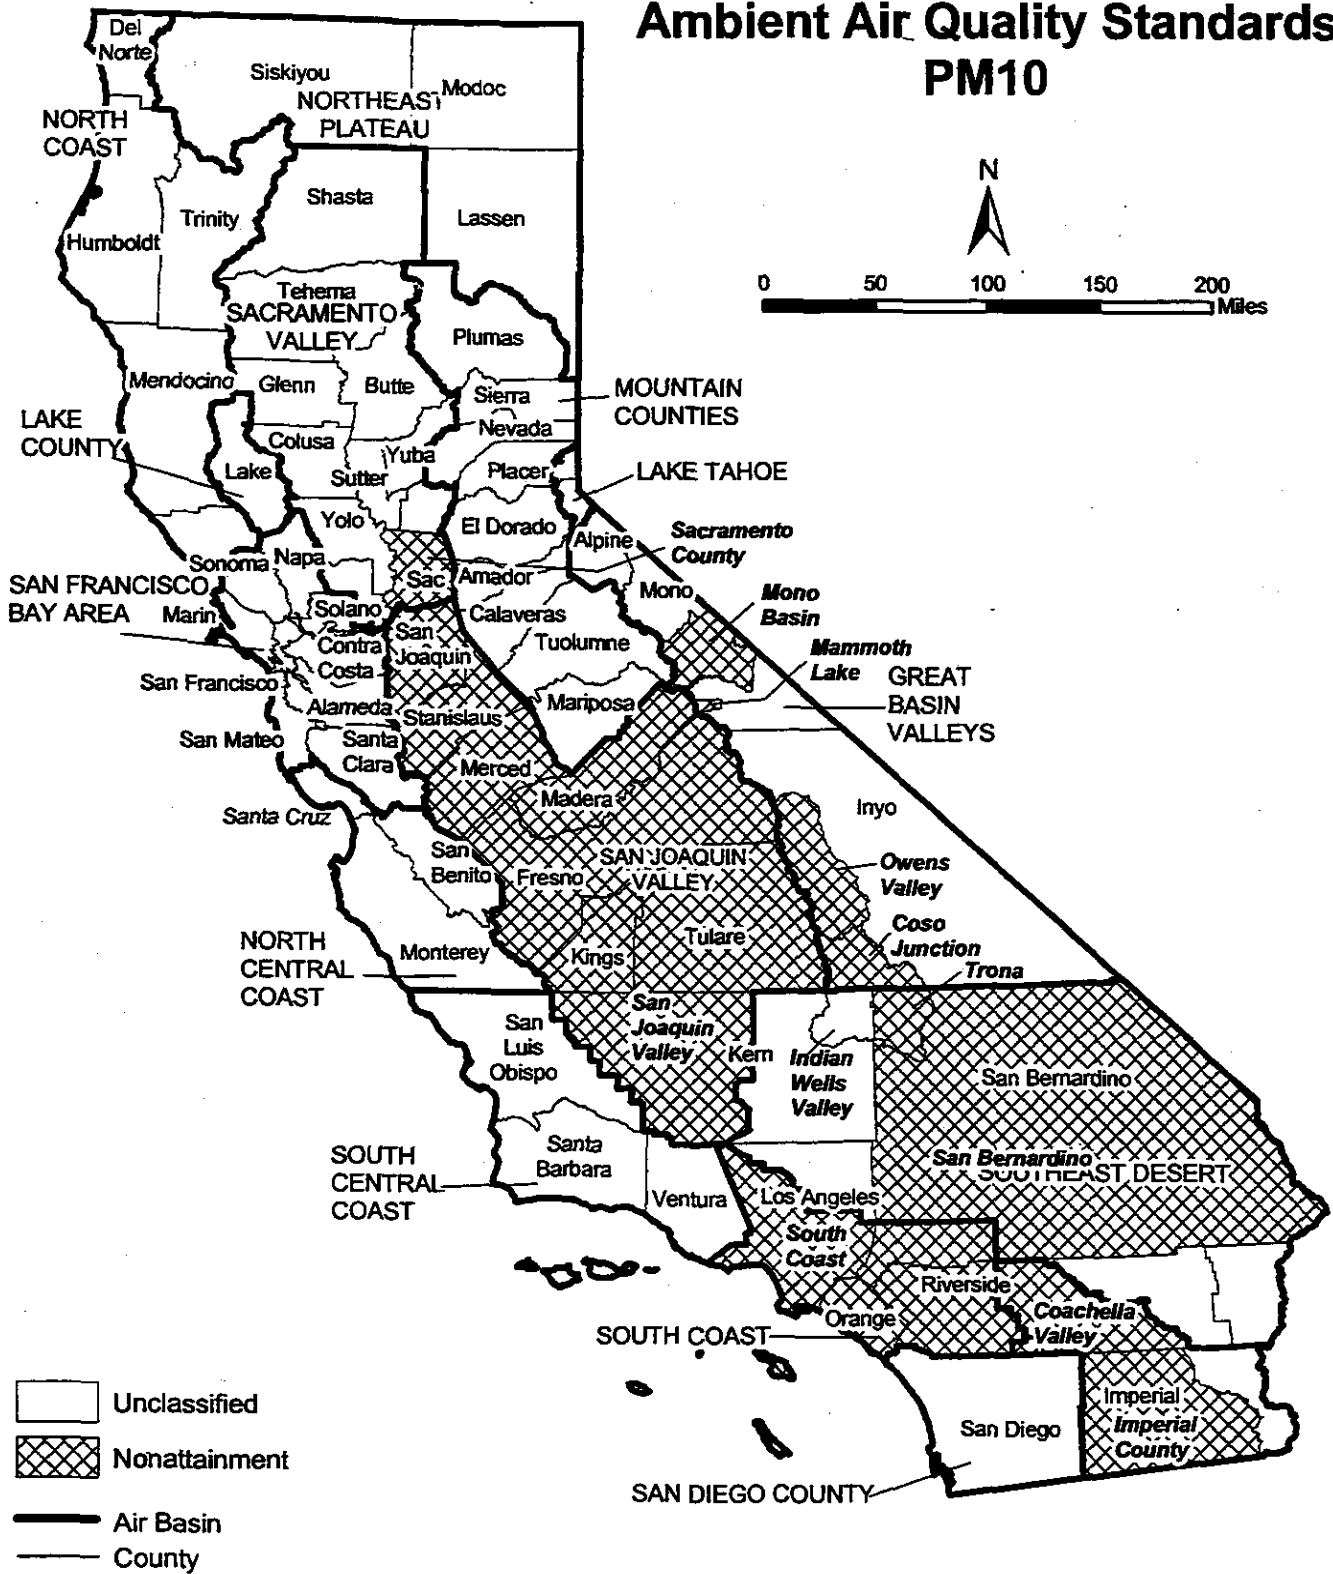 Ambient Air Quality Standards
PM10
Del
Norte
Siskiyou
Modoc
NORTHEAST
PLATEAU
NORTH
COAST
N
Shasta
Trinity
Lassen
Humboldt
0 50 100 150 200
Miles
Tehema
SACRAMENTO
VALLEY
Plumas
Mendocino
Glenn
Butte
Sierra
MOUNTAIN
COUNTIES
LAKE
COUNTY
Nevada
Colusa
Yuba
Lake
Sutter
Placer
LAKE TAHOE
Yolo
El Dorado
Alpine
Sacramento
County
Sonoma
Napa
Sac
Amador
SAN FRANCISCO
BAY AREA
Marin
Solano
Calaveras
Mono
Mono
Basin
San
Joaquin
Contra
Costa
Tuolumne
Mammoth
Lake
GREAT
BASIN
VALLEYS
San Francisco
Alameda
Stanislaus
Mariposa
San Mateo
Santa
Clara
Merced
Madera
Inyo
Santa Cruz
San
Benito
Fresno
SAN JOAQUIN
VALLEY
Owens
Valley
Coso
Junction
NORTH
CENTRAL
COAST
Monterey
Kings
Tulare
Trona
San
Joaquin
Valley
San
Luis
Obispo
Kern
Indian
Wells
Valley
San Bernardino
SOUTH
CENTRAL
COAST
Santa
Barbara
San Bernardino
SOUTHEAST DESERT
Ventura
Los Angeles
South
Coast
Riverside
Coachella
Valley
Orange
SOUTH COAST
Imperial
Imperial
County
San Diego
SAN DIEGO COUNTY
Unclassified
Nonattainment
Air Basin
County